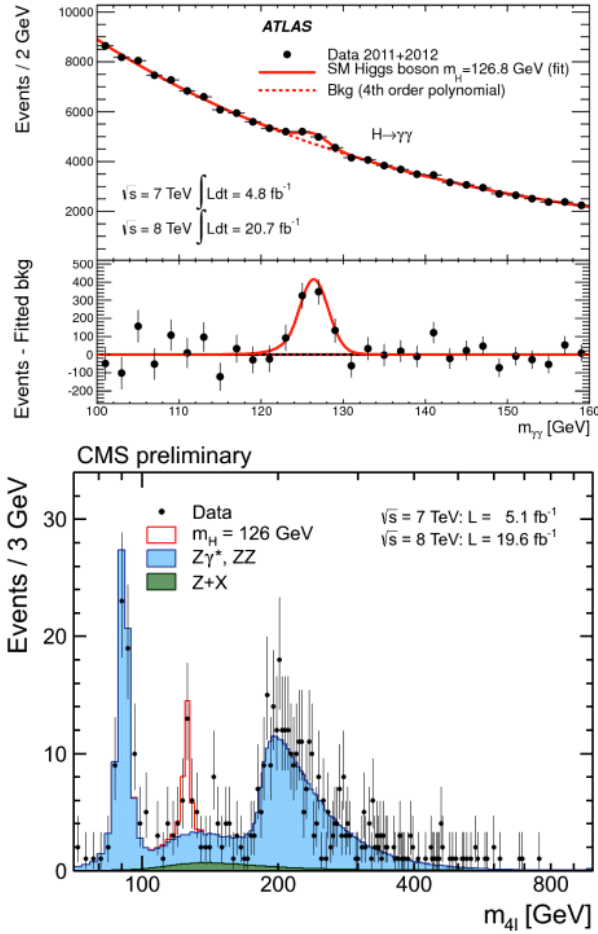 ATLAS
Data 2011+2012
SM Higgs boson m_H=126.8 GeV (fit)
Bkg (4th order polynomial)
H→γγ
√s = 7 TeV ∫Ldt = 4.8 fb⁻¹
√s = 8 TeV ∫Ldt = 20.7 fb⁻¹
Events / 2 GeV
10000
8000
6000
4000
2000
Events - Fitted bkg
500
400
300
200
100
0
-100
-200
100 110 120 130 140 150 160
m_γγ [GeV]
CMS preliminary
Events / 3 GeV
30
20
10
0
Data
m_H = 126 GeV
Zγ*, ZZ
Z+X
√s = 7 TeV: L = 5.1 fb⁻¹
√s = 8 TeV: L = 19.6 fb⁻¹
100 200 400 800
m_4l [GeV]